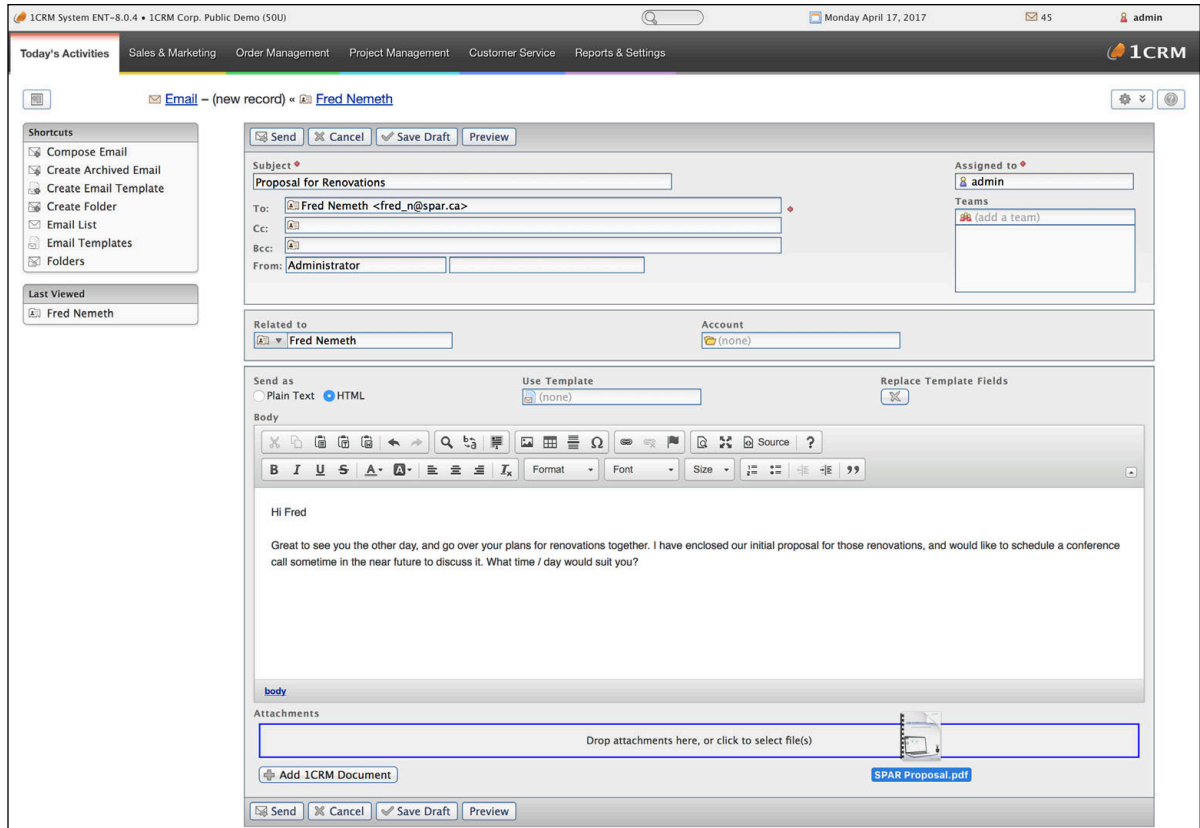 1CRM System ENT-8.0.4 • 1CRM Corp. Public Demo (50U)
Monday April 17, 2017
45
admin
Today's Activities
Sales & Marketing
Order Management
Project Management
Customer Service
Reports & Settings
1CRM
Email – (new record) « Fred Nemeth
Shortcuts
Compose Email
Create Archived Email
Create Email Template
Create Folder
Email List
Email Templates
Folders
Last Viewed
Fred Nemeth
Send
Cancel
Save Draft
Preview
Subject
Proposal for Renovations
Assigned to
admin
To: Fred Nemeth <fred_n@spar.ca>
Cc:
Bcc:
From: Administrator
Teams
(add a team)
Related to
Fred Nemeth
Account
(none)
Send as
Plain Text HTML
Use Template
(none)
Replace Template Fields
Body
Source ?
B I U S A A Ix Format Font Size
Hi Fred
Great to see you the other day, and go over your plans for renovations together. I have enclosed our initial proposal for those renovations, and would like to schedule a conference
call sometime in the near future to discuss it. What time / day would suit you?
body
Attachments
Drop attachments here, or click to select file(s)
Add 1CRM Document
SPAR Proposal.pdf
Send
Cancel
Save Draft
Preview